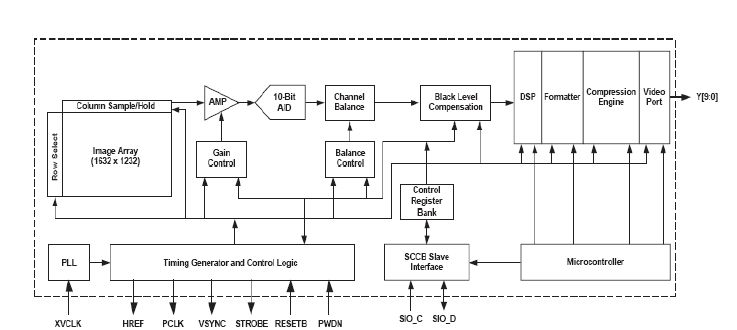 AMP
10-Bit
A/D
Channel
Balance
Black Level
Compensation
DSP
Formatter
Compression
Engine
Video
Port
Y[9:0]
Column Sample/Hold
Row Select
Image Array
(1632 x 1232)
Gain
Control
Balance
Control
Control
Register
Bank
PLL
Timing Generator and Control Logic
SCCB Slave
Interface
Microcontroller
XVCLK
HREF
PCLK
VSYNC
STROBE
RESETB
PWDN
SIO_C
SIO_D